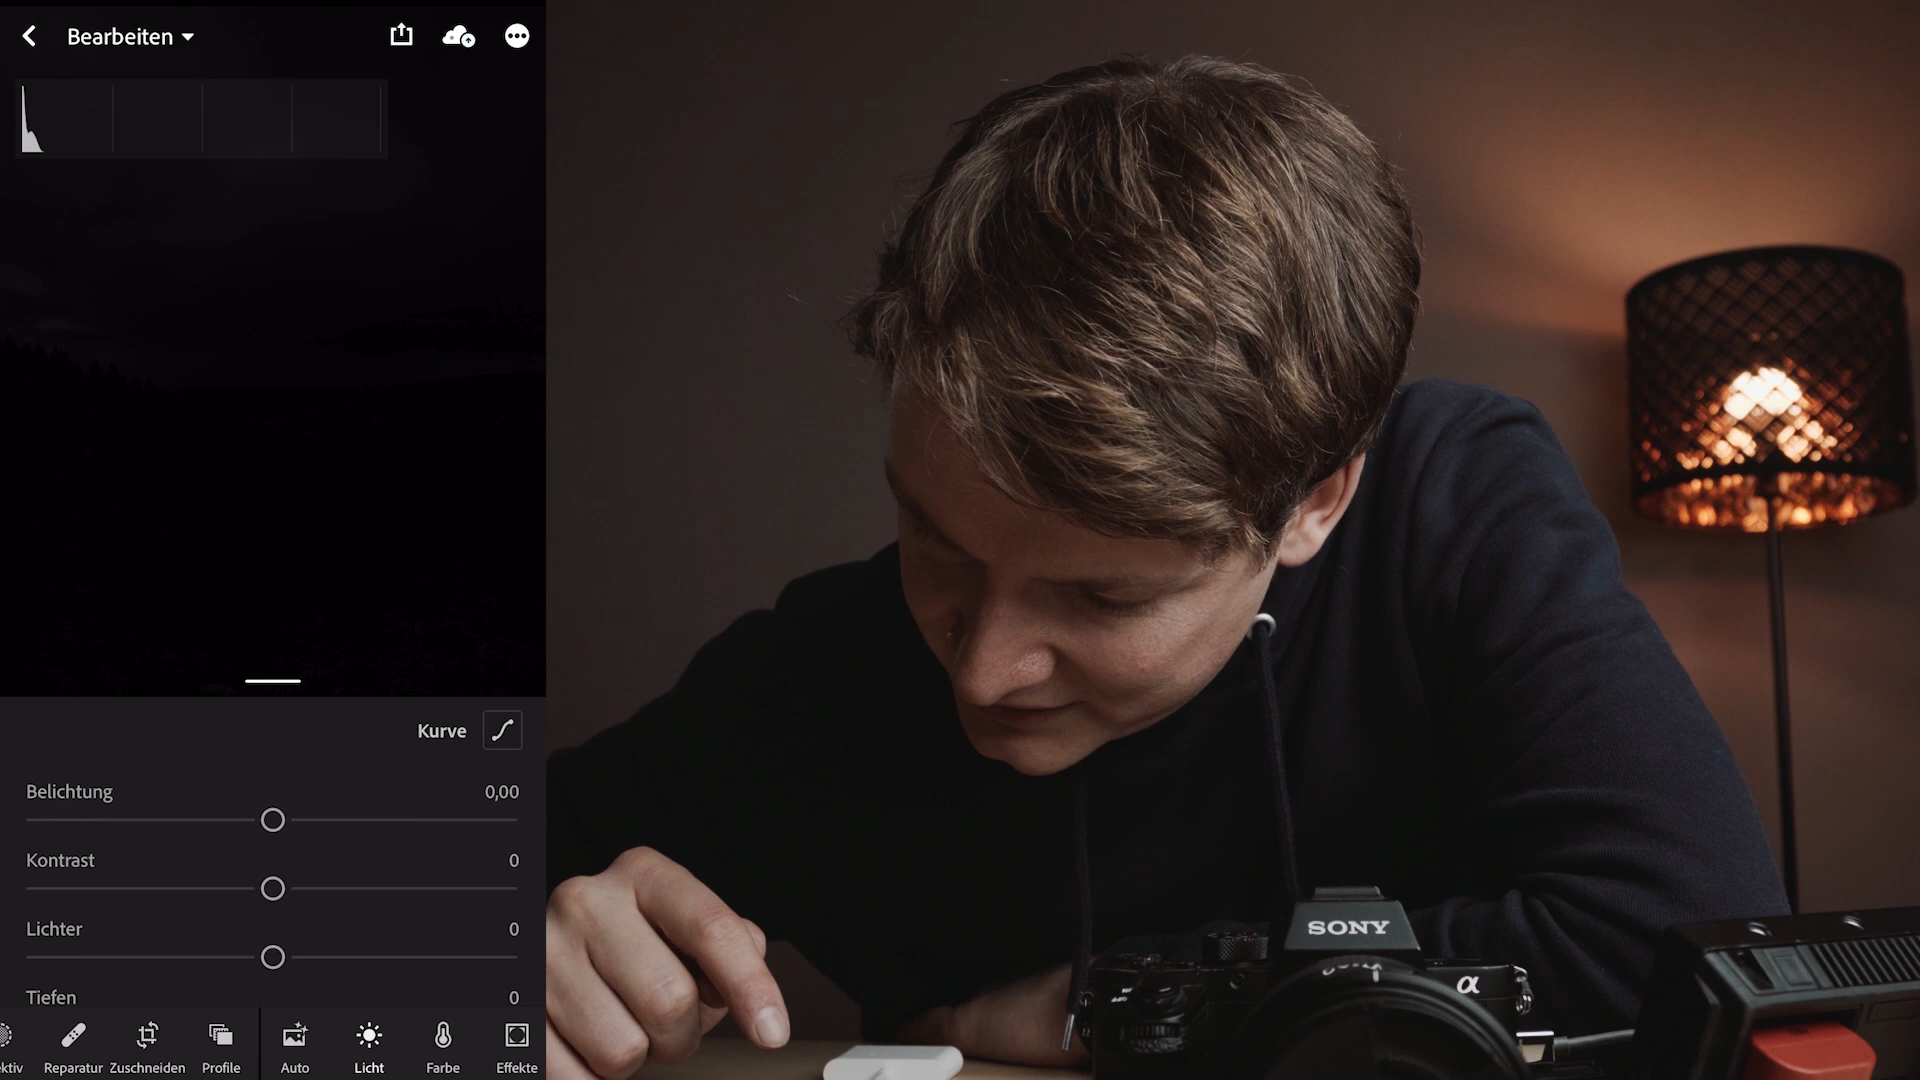 Bearbeiten
Kurve
Belichtung 0,00
Kontrast 0
Lichter 0
Tiefen 0
ktiv Reparatur Zuschneiden Profile Auto Licht Farbe Effekte
SONY
α